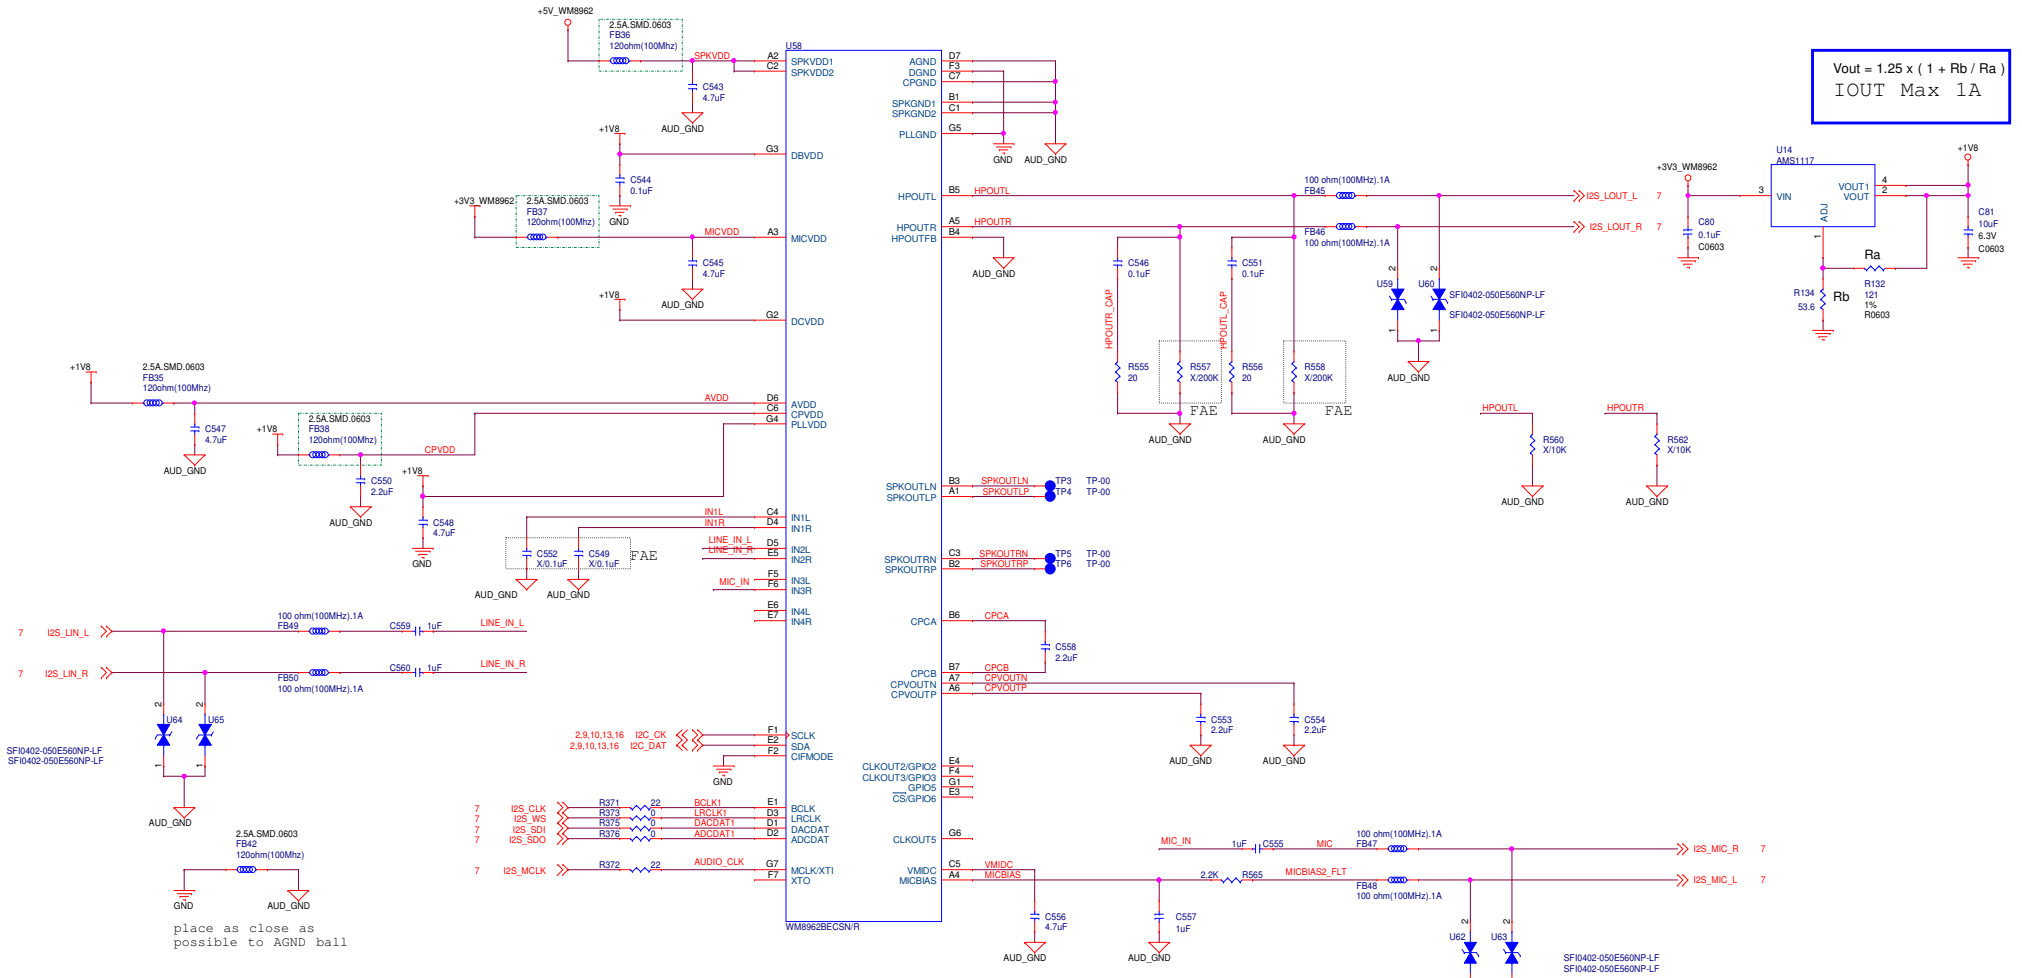 +5V_WM8962
2.5A.SMD.0603
FB36
120ohm(100Mhz)
SPKVDD
C543
4.7uF
AUD_GND
+1V8
C544
0.1uF
GND
+3V3_WM8962
2.5A.SMD.0603
FB37
120ohm(100Mhz)
MICVDD
C545
4.7uF
AUD_GND
+1V8
+1V8
2.5A.SMD.0603
FB35
120ohm(100Mhz)
AVDD
C547
4.7uF
AUD_GND
+1V8
2.5A.SMD.0603
FB38
120ohm(100Mhz)
CPVDD
C550
2.2uF
AUD_GND
+1V8
C548
4.7uF
GND
IN1L
IN1R
C552
X/0.1uF
C549
X/0.1uF
FAE
AUD_GND
AUD_GND
LINE_IN_L
LINE_IN_R
MIC_IN
7 I2S_LIN_L
100 ohm(100MHz).1A
FB49
C559 1uF
LINE_IN_L
7 I2S_LIN_R
FB50
100 ohm(100MHz).1A
C560 1uF
LINE_IN_R
2
2
U64
U65
1
1
SFI0402-050E560NP-LF
SFI0402-050E560NP-LF
AUD_GND
2,9,10,13,16 I2C_CK
2,9,10,13,16 I2C_DAT
GND
7 I2S_CLK R371 22 BCLK1
7 I2S_WS R373 0 LRCLK1
7 I2S_SDI R375 0 DACDAT1
7 I2S_SDO R376 0 ADCDAT1
7 I2S_MCLK R372 22 AUDIO_CLK
2.5A.SMD.0603
FB42
120ohm(100Mhz)
GND
AUD_GND
place as close as
possible to AGND ball
U58
A2 SPKVDD1
C2 SPKVDD2
G3 DBVDD
A3 MICVDD
G2 DCVDD
D6 AVDD
C6 CPVDD
G4 PLLVDD
C4 IN1L
D4 IN1R
D5 IN2L
E5 IN2R
F5 IN3L
F6 IN3R
E6 IN4L
E7 IN4R
F1 SCLK
E2 SDA
F2 CIFMODE
E1 BCLK
D3 LRCLK
D1 DACDAT
D2 ADCDAT
G7 MCLK/XTI
F7 XTO
WM8962BECSN/R
AGND D7
DGND F3
CPGND C7
SPKGND1 B1
SPKGND2 C1
PLLGND G5
GND
AUD_GND
HPOUTL B5 HPOUTL
HPOUTR A5 HPOUTR
HPOUTFB B4
AUD_GND
SPKOUTLN B3 SPKOUTLN TP3 TP-00
SPKOUTLP A1 SPKOUTLP TP4 TP-00
SPKOUTRN C3 SPKOUTRN TP5 TP-00
SPKOUTRP B2 SPKOUTRP TP6 TP-00
CPCA B6 CPCA
C558
2.2uF
CPCB B7 CPCB
CPVOUTN A7 CPVOUTN
CPVOUTP A6 CPVOUTP
C553
2.2uF
AUD_GND
C554
2.2uF
AUD_GND
CLKOUT2/GPIO2 E4
CLKOUT3/GPIO3 F4
GPIO5 G1
CS/GPIO6 E3
CLKOUT5 G6
VMIDC C5 VMIDC
MICBIAS A4 MICBIAS
C556
4.7uF
AUD_GND
C557
1uF
AUD_GND
C546
0.1uF
HPOUTR_CAP
R555
20
R557
X/200K
FAE
AUD_GND
C551
0.1uF
HPOUTL_CAP
R556
20
R558
X/200K
FAE
AUD_GND
100 ohm(100MHz).1A
FB45
I2S_LOUT_L 7
FB46
100 ohm(100MHz).1A
I2S_LOUT_R 7
2
2
U59
U60
SFI0402-050E560NP-LF
SFI0402-050E560NP-LF
1
1
AUD_GND
HPOUTL
R560
X/10K
AUD_GND
HPOUTR
R562
X/10K
AUD_GND
Vout = 1.25 x ( 1 + Rb / Ra )
IOUT Max 1A
+3V3_WM8962
C80
0.1uF
C0603
U14
AMS1117
3 VIN
VOUT1 4
VOUT 2
ADJ
1
+1V8
C81
10uF
6.3V
C0603
Ra
R132
121
1%
R0603
R134
53.6
Rb
MIC_IN
1uF C555
MIC
100 ohm(100MHz).1A
FB47
I2S_MIC_R 7
2.2K R565
MICBIAS2_FLT
FB48
100 ohm(100MHz).1A
I2S_MIC_L 7
2
2
U62
U63
SFI0402-050E560NP-LF
SFI0402-050E560NP-LF